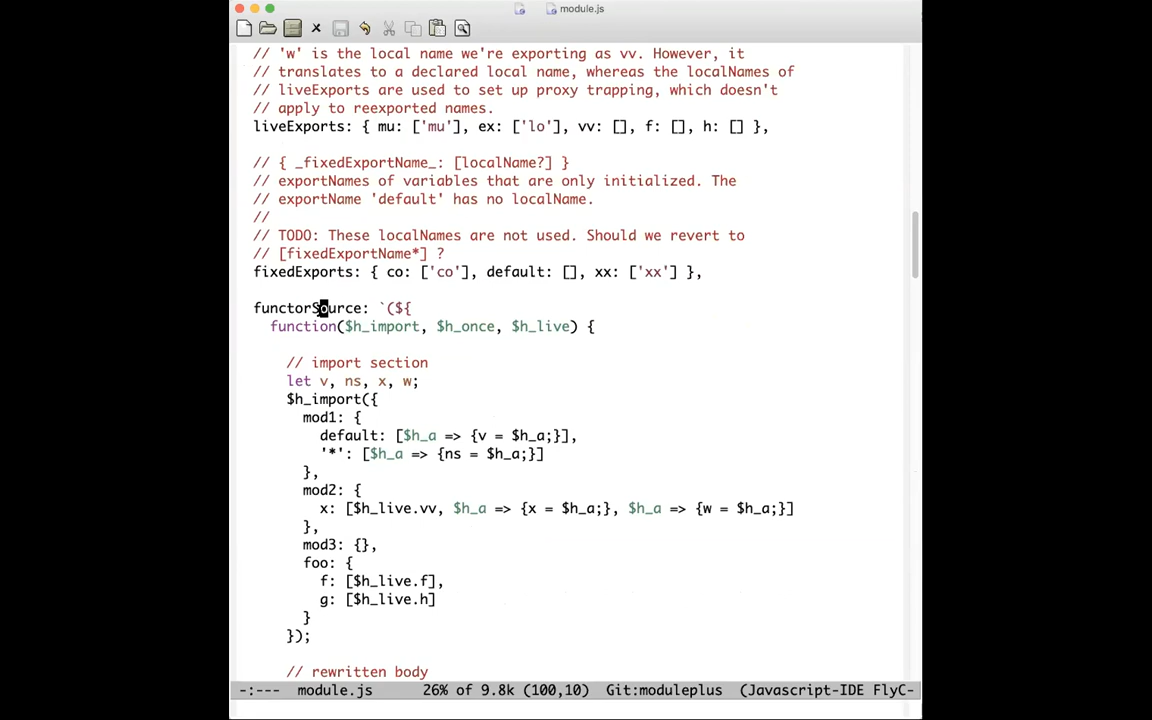 module.js
// 'w' is the local name we're exporting as vv. However, it
// translates to a declared local name, whereas the localNames of
// liveExports are used to set up proxy trapping, which doesn't
// apply to reexported names.
liveExports: { mu: ['mu'], ex: ['lo'], vv: [], f: [], h: [] },
// { _fixedExportName_: [localName?] }
// exportNames of variables that are only initialized. The
// exportName 'default' has no localName.
//
// TODO: These localNames are not used. Should we revert to
// [fixedExportName*] ?
fixedExports: { co: ['co'], default: [], xx: ['xx'] },
functorSource: `(${
function($h_import, $h_once, $h_live) {
// import section
let v, ns, x, w;
$h_import({
mod1: {
default: [$h_a => {v = $h_a;}],
'*': [$h_a => {ns = $h_a;}]
},
mod2: {
x: [$h_live.vv, $h_a => {x = $h_a;}, $h_a => {w = $h_a;}]
},
mod3: {},
foo: {
f: [$h_live.f],
g: [$h_live.h]
}
});
// rewritten body
-:--- module.js 26% of 9.8k (100,10) Git:moduleplus (Javascript-IDE FlyC-